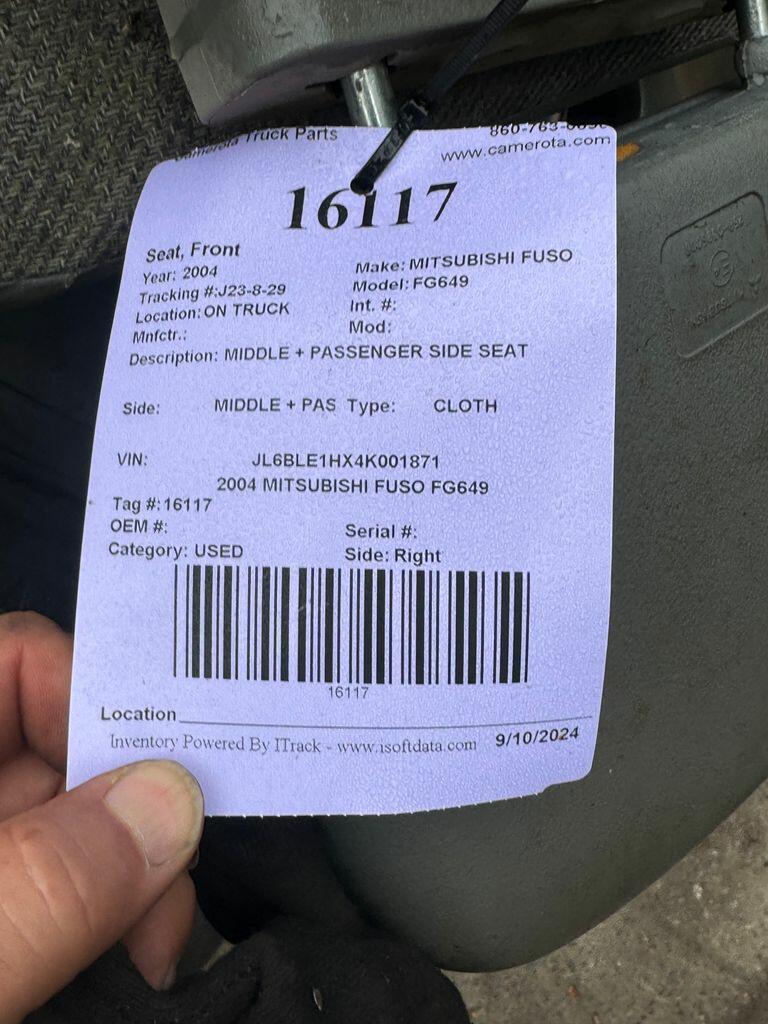 Camerota Truck Parts
860-763-
www.camerota.com
16117
Seat, Front
Year: 2004
Make: MITSUBISHI FUSO
Tracking #:J23-8-29
Model: FG649
Location: ON TRUCK
Int. #:
Mnfctr.:
Mod:
Description: MIDDLE + PASSENGER SIDE SEAT
Side: MIDDLE + PAS Type: CLOTH
VIN: JL6BLE1HX4K001871
2004 MITSUBISHI FUSO FG649
Tag #: 16117
OEM #:
Serial #:
Category: USED
Side: Right
16117
Location
Inventory Powered By ITrack - www.isoftdata.com 9/10/2024